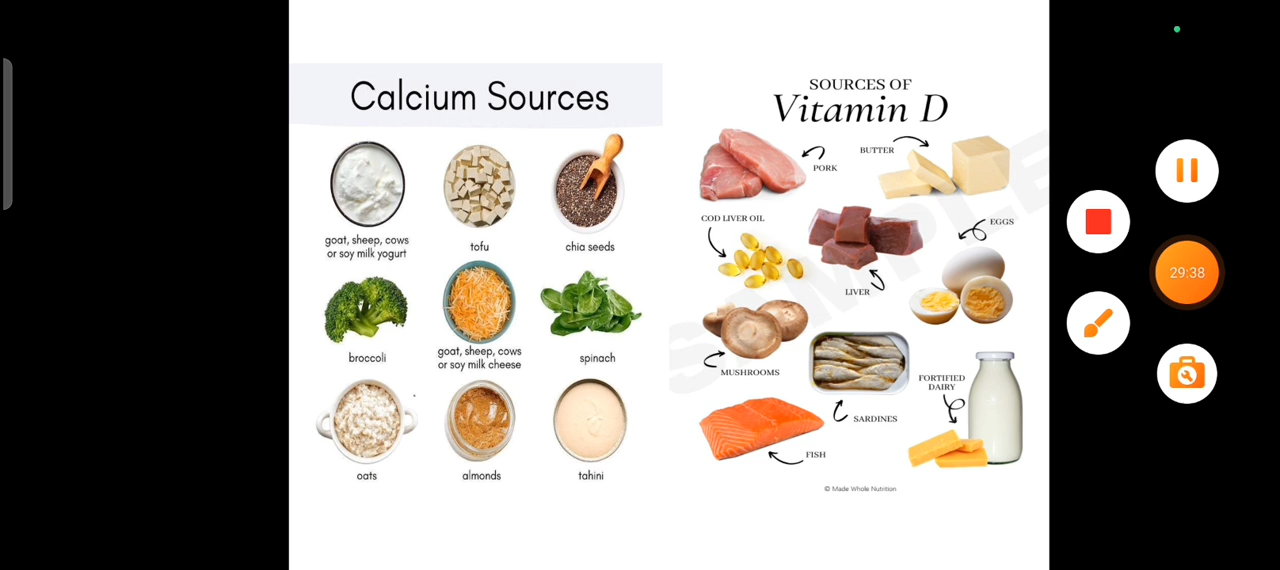 Calcium Sources
goat, sheep, cows
or soy milk yogurt
tofu
chia seeds
broccoli
goat, sheep, cows
or soy milk cheese
spinach
oats
almonds
tahini
SOURCES OF
Vitamin D
PORK
BUTTER
COD LIVER OIL
LIVER
EGGS
MUSHROOMS
SARDINES
FORTIFIED
DAIRY
FISH
© Made Whole Nutrition
SAMPLE
29:38